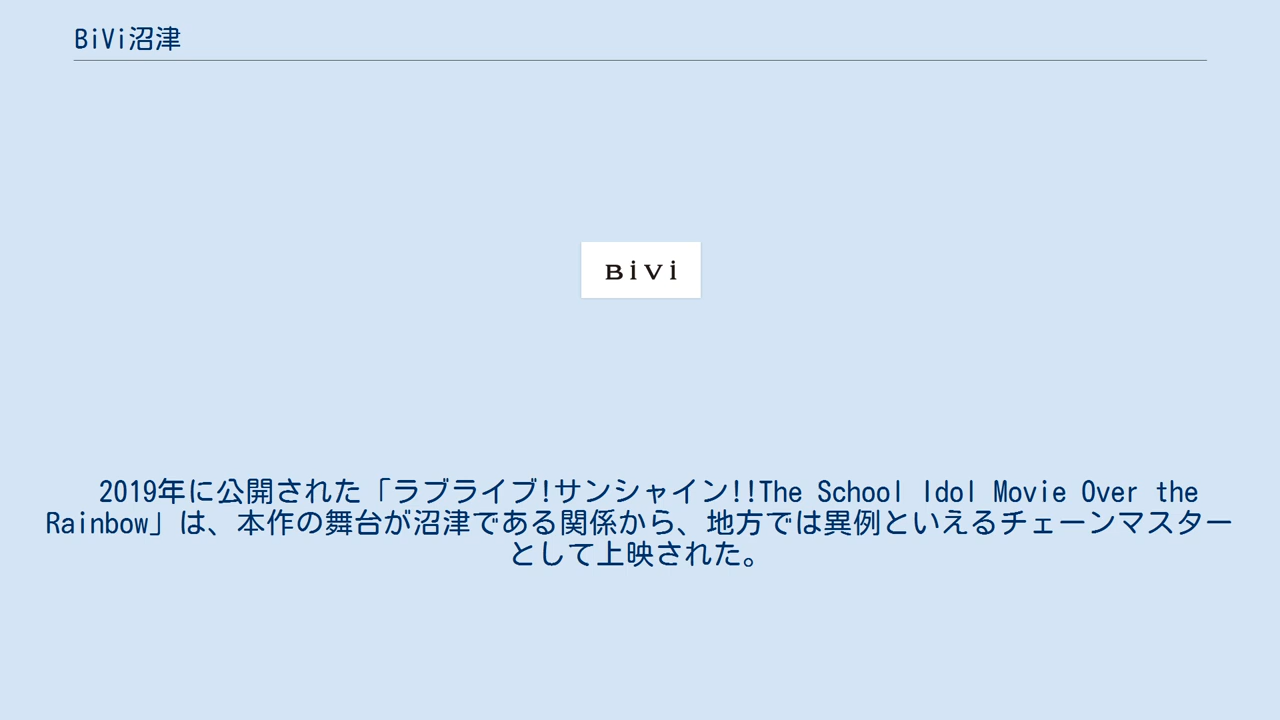 BiVi沼津
BiVi
2019年に公開された「ラブライブ!サンシャイン!!The School Idol Movie Over the
Rainbow」は、本作の舞台が沼津である関係から、地方では異例といえるチェーンマスター
として上映された。